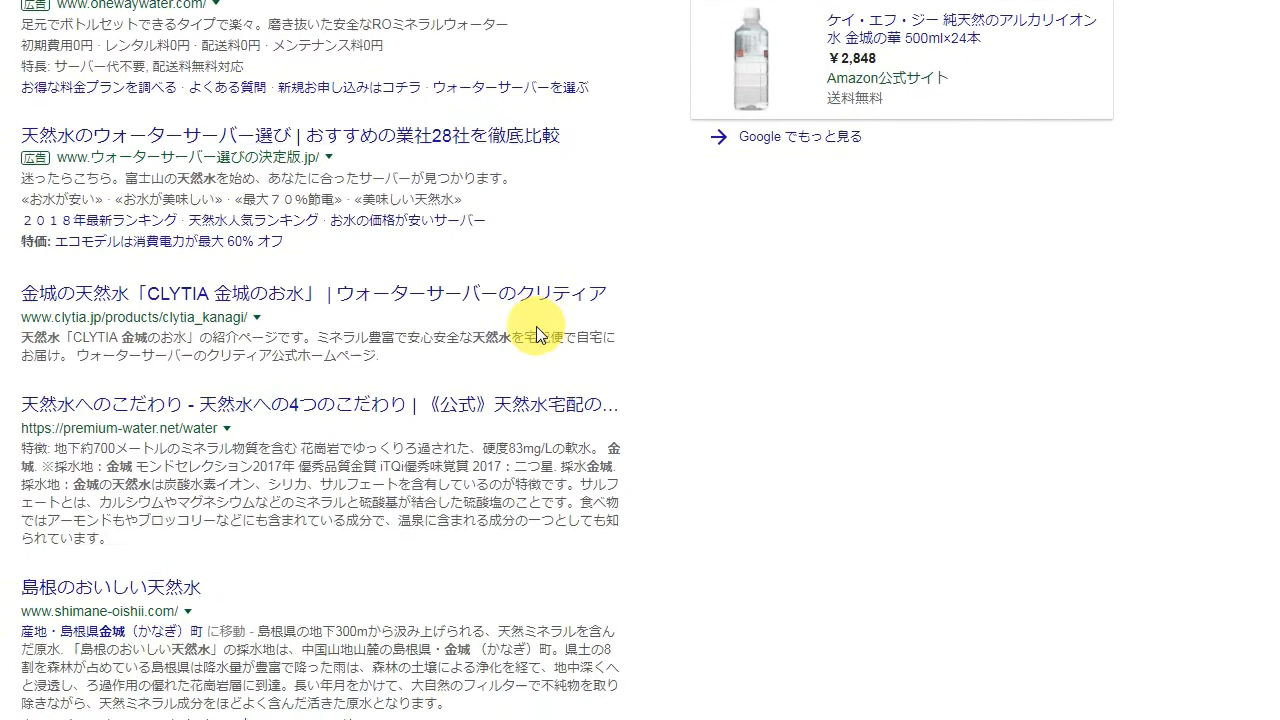 広告 www.onewaywater.com/
足元でボトルセットできるタイプで楽々。磨き抜いた安全なROミネラルウォーター
初期費用0円 · レンタル料0円 · 配送料0円 · メンテナンス料0円
特長: サーバー代不要, 配送料無料対応
お得な料金プランを調べる · よくある質問 · 新規お申し込みはコチラ · ウォーターサーバーを選ぶ
天然水のウォーターサーバー選び | おすすめの業社28社を徹底比較
広告 www.ウォーターサーバー選びの決定版.jp/
迷ったらこちら。富士山の天然水を始め、あなたに合ったサーバーが見つかります。
«お水が安い» · «お水が美味しい» · «最大７０%節電» · «美味しい天然水»
２０１８年最新ランキング · 天然水人気ランキング · お水の価格が安いサーバー
特価: エコモデルは消費電力が最大 60% オフ
金城の天然水「CLYTIA 金城のお水」 | ウォーターサーバーのクリティア
www.clytia.jp/products/clytia_kanagi/
天然水「CLYTIA 金城のお水」の紹介ページです。ミネラル豊富で安心安全な天然水を宅配便で自宅に
お届け。 ウォーターサーバーのクリティア公式ホームページ.
天然水へのこだわり - 天然水への4つのこだわり | 《公式》天然水宅配の...
https://premium-water.net/water
特徴: 地下約700メートルのミネラル物質を含む 花崗岩でゆっくりろ過された、硬度83mg/Lの軟水。 金
城. ※採水地：金城 モンドセレクション2017年 優秀品質金賞 iTQi優秀味覚賞 2017：二つ星. 採水金城.
採水地：金城の天然水は炭酸水素イオン、シリカ、サルフェートを含有しているのが特徴です。サルフ
ェートとは、カルシウムやマグネシウムなどのミネラルと硫酸基が結合した硫酸塩のことです。食べ物
ではアーモンドもやブロッコリーなどにも含まれている成分で、温泉に含まれる成分の一つとしても知
られています。
島根のおいしい天然水
www.shimane-oishii.com/
産地・島根県金城（かなぎ）町 に移動 - 島根県の地下300mから汲み上げられる、天然ミネラルを含ん
だ原水. 「島根のおいしい天然水」の採水地は、中国山地山麓の島根県・金城 （かなぎ）町。県土の8
割を森林が占めている島根県は降水量が豊富で降った雨は、森林の土壌による浄化を経て、地中深くへ
と浸透し、ろ過作用の優れた花崗岩層に到達。長い年月をかけて、大自然のフィルターで不純物を取り
除きながら、天然ミネラル成分をほどよく含んだ活きた原水となります。
ケイ・エフ・ジー 純天然のアルカリイオン
水 金城の華 500ml×24本
￥2,848
Amazon公式サイト
送料無料
Google でもっと見る